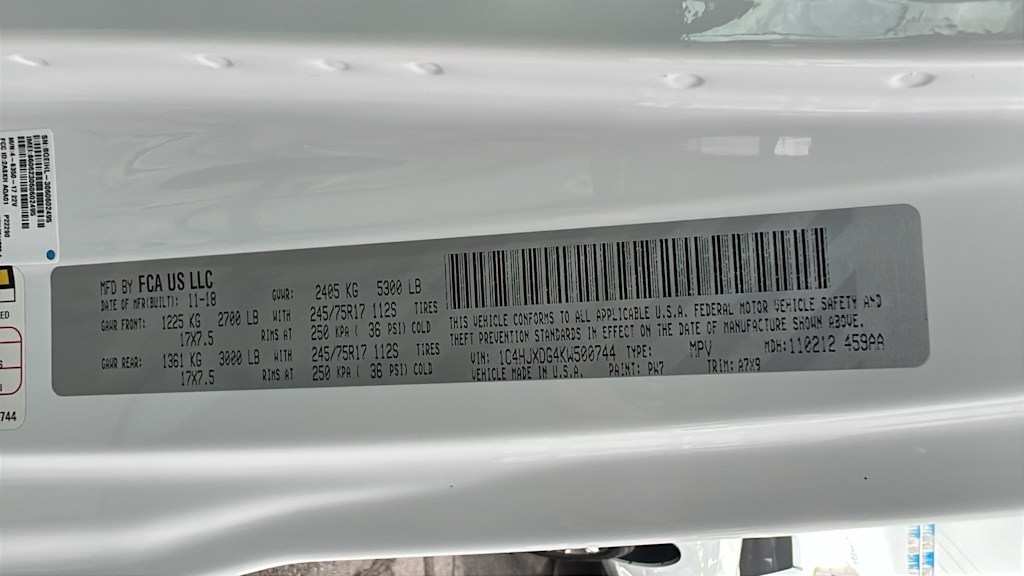 MFD BY FCA US LLC
DATE OF MFR(BUILT): 11-18 GVWR: 2405 KG 5300 LB
GAWR FRONT: 1225 KG 2700 LB WITH 245/75R17 112S TIRES
17X7.5 RIMS AT 250 KPA ( 36 PSI) COLD
GAWR REAR: 1361 KG 3000 LB WITH 245/75R17 112S TIRES
17X7.5 RIMS AT 250 KPA ( 36 PSI) COLD
THIS VEHICLE CONFORMS TO ALL APPLICABLE U.S.A. FEDERAL MOTOR VEHICLE SAFETY AND
THEFT PREVENTION STANDARDS IN EFFECT ON THE DATE OF MANUFACTURE SHOWN ABOVE.
VIN: 1C4HJXDG4KW500744 TYPE: MPV MDH:110212 459AA
VEHICLE MADE IN U.S.A. PAINT: PW7 TRIM: A7X9
744